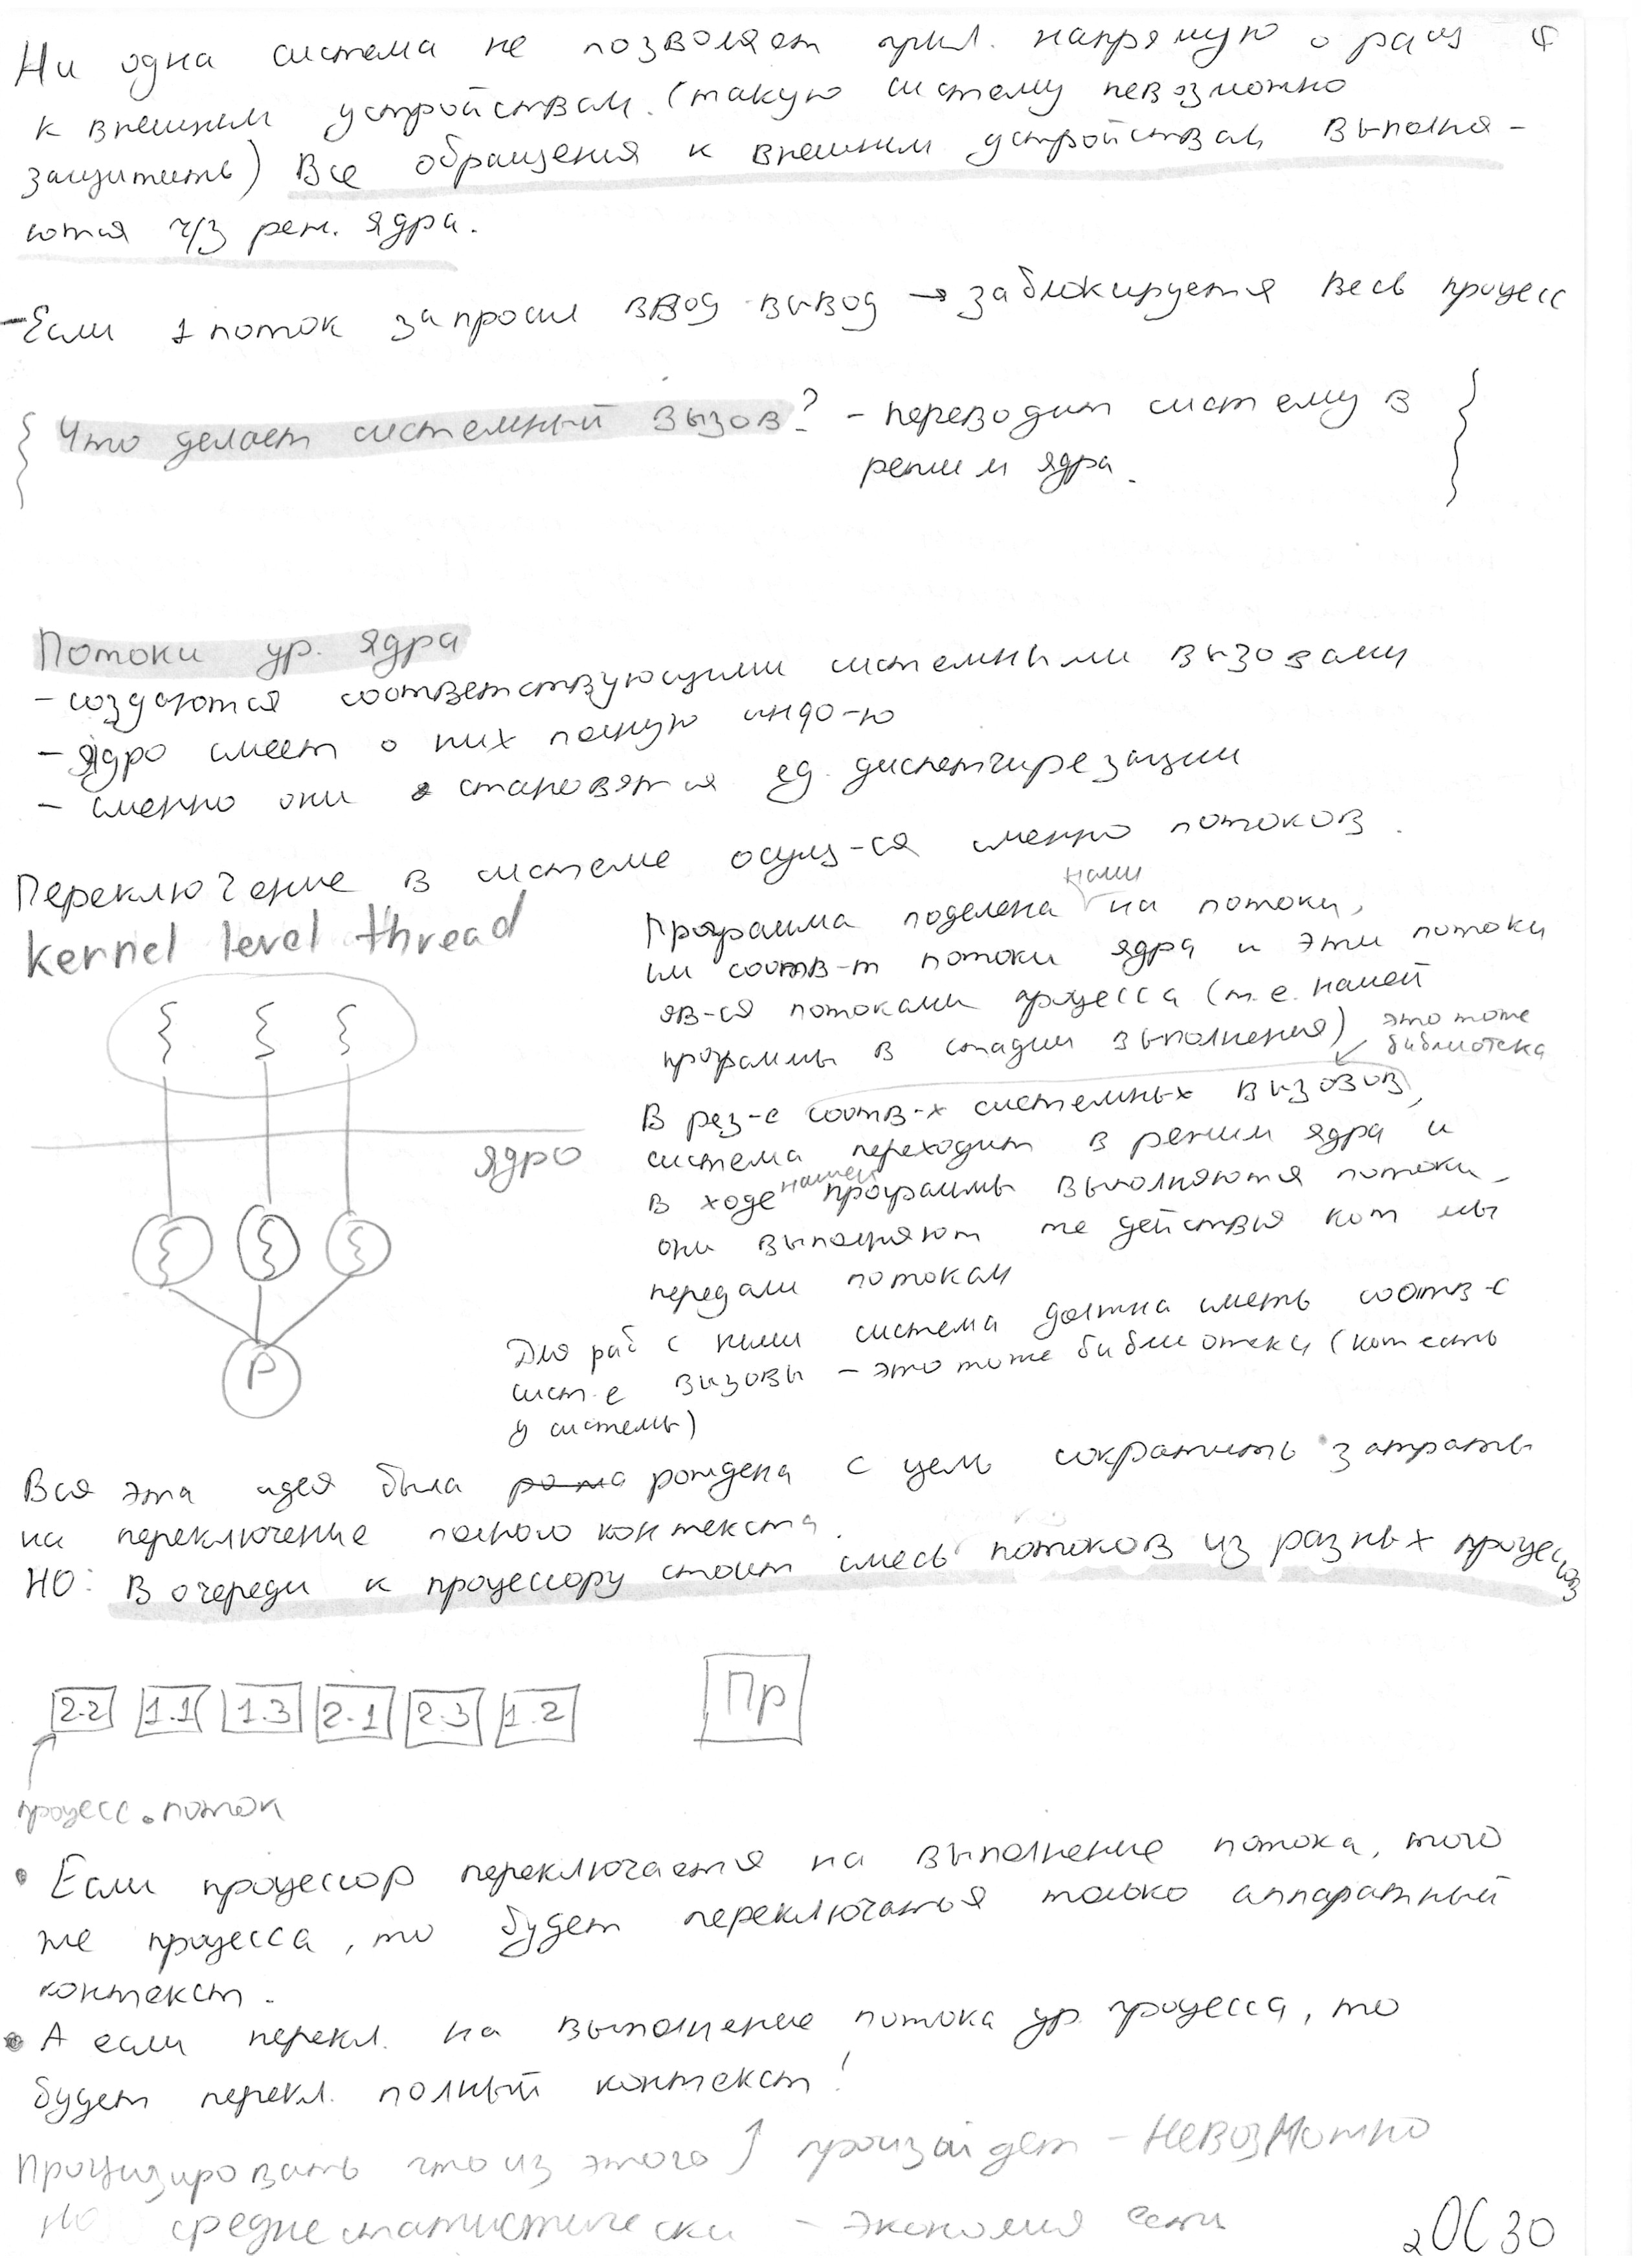 Ни одна система не позволяет прил. напрямую
к внешним устройствам. (такую систему невозможно
защитить) Все обращения к внешним устройствам выполня-
ются ч/з реж. ядра.
- Если 1 поток запросил ввод-вывод → заблокируется весь процесс
{ Что делает системный вызов? - переводит систему в }
режим ядра.
Потоки ур. ядра
- создаются соответствующими системными вызовами
- Ядро имеет о них полную инфо-ю
- именно они становятся ед. диспетчиризации
Переключение в системе осущ-ся именно потоков.
kernel level thread
Программа поделена нами на потоки,
им соотв-т потоки ядра и эти потоки
яв-ся потоками процесса (т.е. нашей
программы в стадии выполнения)
это тоже
библиотека
В рез-е соотв-х системных вызовов,
система переходит в режим ядра и
в ходе нашей программы выполняются потоки,
они выполняют те действия кот мы
передали потокам
ядро
P
Для раб с ними система должна иметь соотв-е
сист-е вызовы - это тоже библиотеки (кот есть
у системы)
Вся эта идея была рождена с цель сократить затраты
на переключение полного контекста.
НО: В очереди к процессору стоит смесь потоков из разных процессов
2.2 1.1 1.3 2.1 2.3 1.2 Пр
процесс.поток
• Если процессор переключается на выполнение потока, того
же процесса, то будет переключаться только аппаратный
контекст.
• А если перекл. на выполнение потока др. процесса, то
будет перекл. полный контекст!
что из этого ↑ произойдет - невозможно
Но среднестатистически - экономия есть
2ОС30